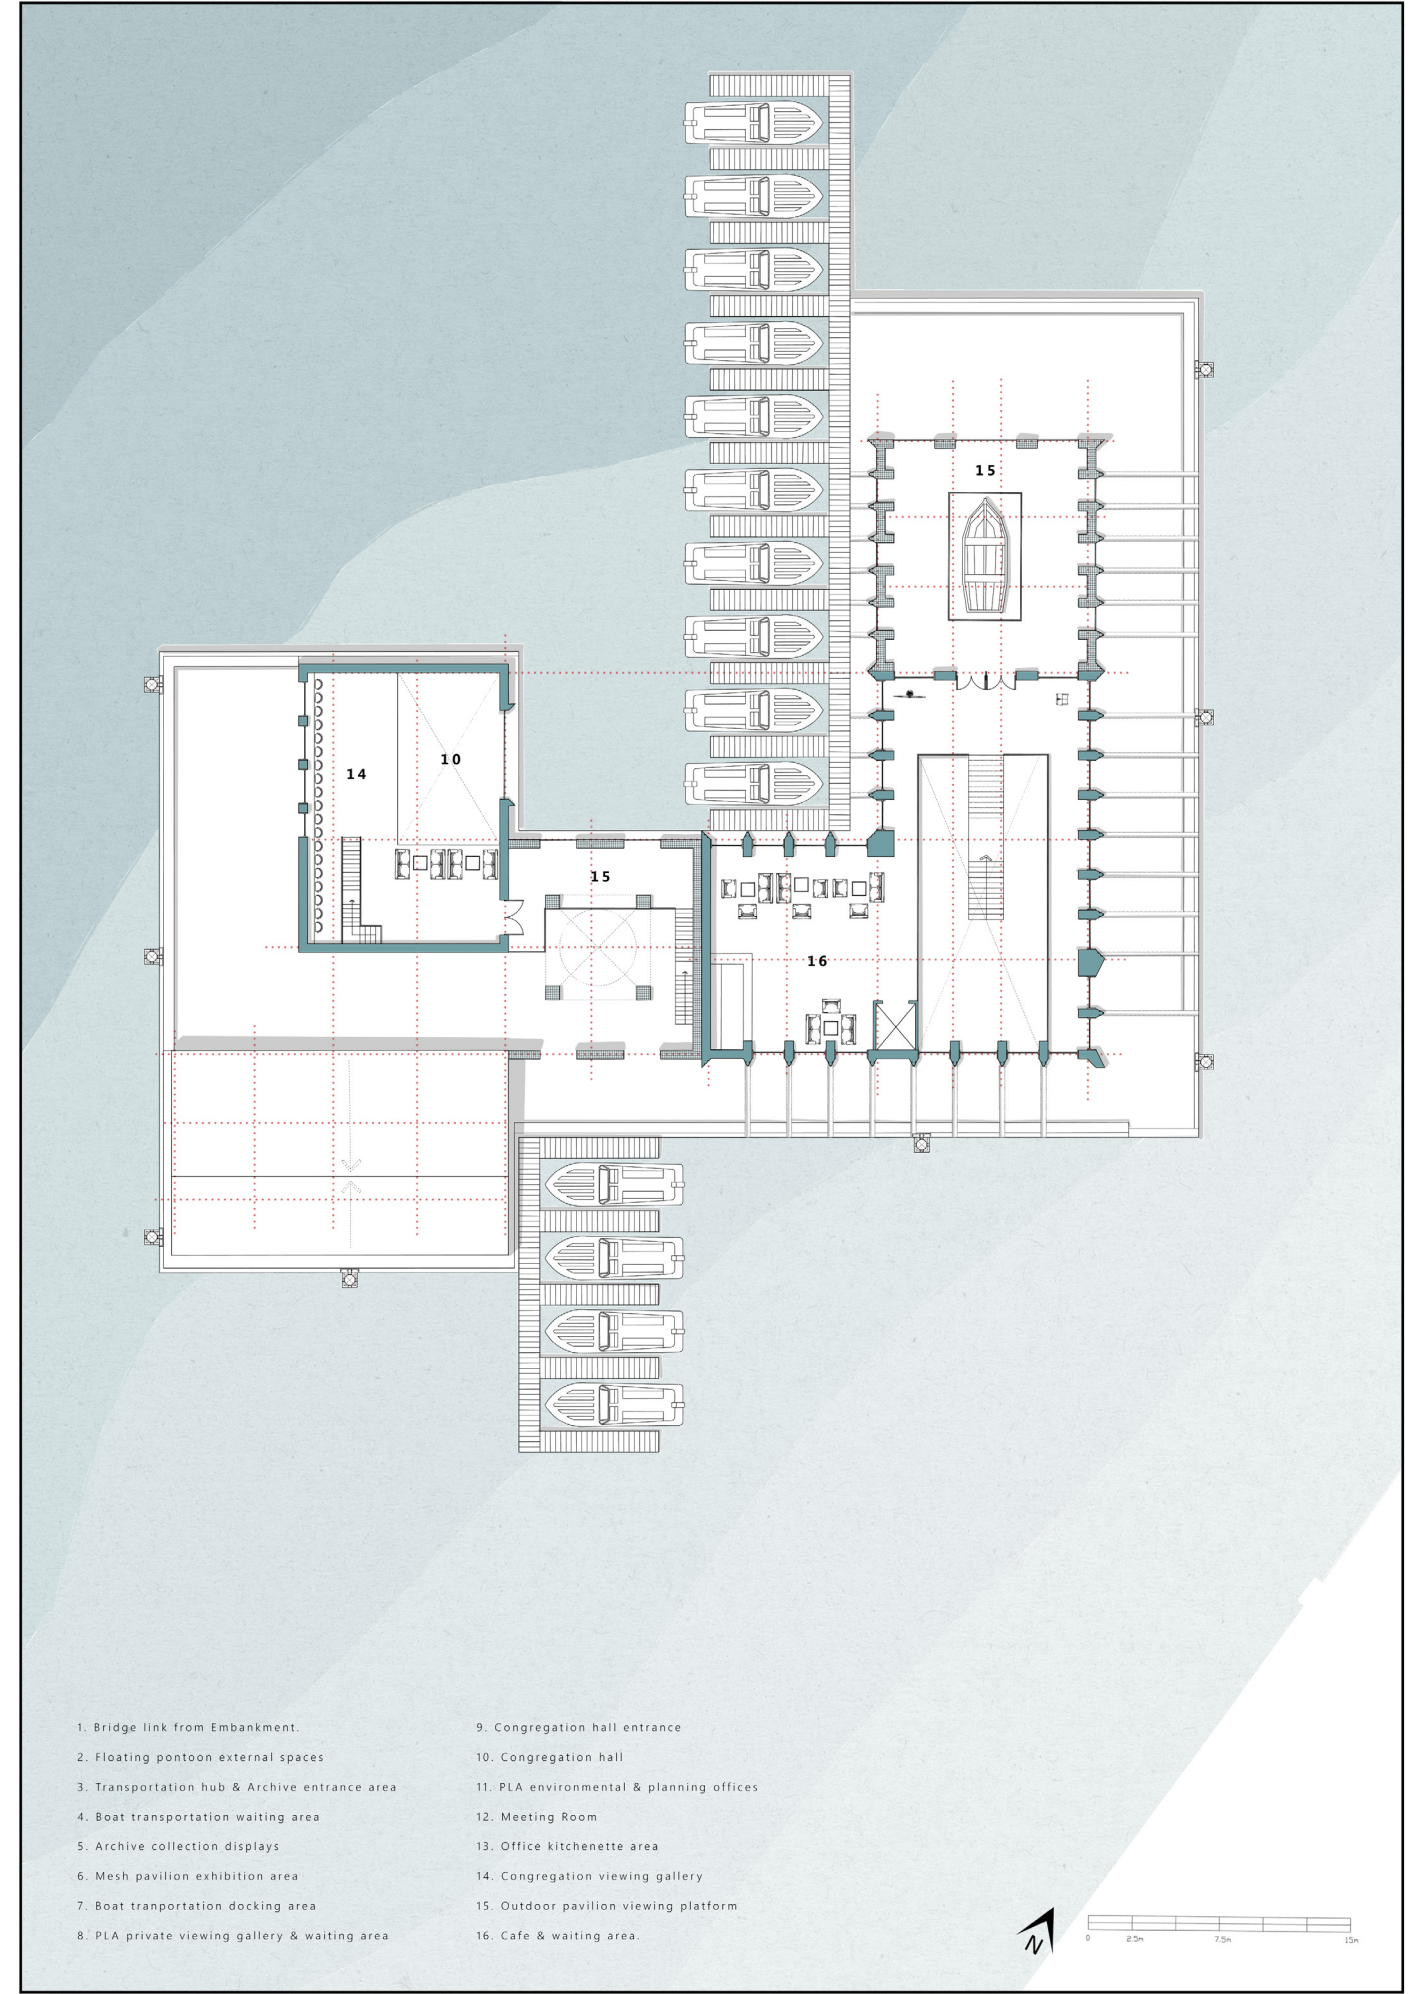 15
14
10
15
16
1. Bridge link from Embankment.
2. Floating pontoon external spaces
3. Transportation hub & Archive entrance area
4. Boat transportation waiting area
5. Archive collection displays
6. Mesh pavilion exhibition area
7. Boat tranportation docking area
8. PLA private viewing gallery & waiting area
9. Congregation hall entrance
10. Congregation hall
11. PLA environmental & planning offices
12. Meeting Room
13. Office kitchenette area
14. Congregation viewing gallery
15. Outdoor pavilion viewing platform
16. Cafe & waiting area.
N
0 2.5m 7.5m 15m